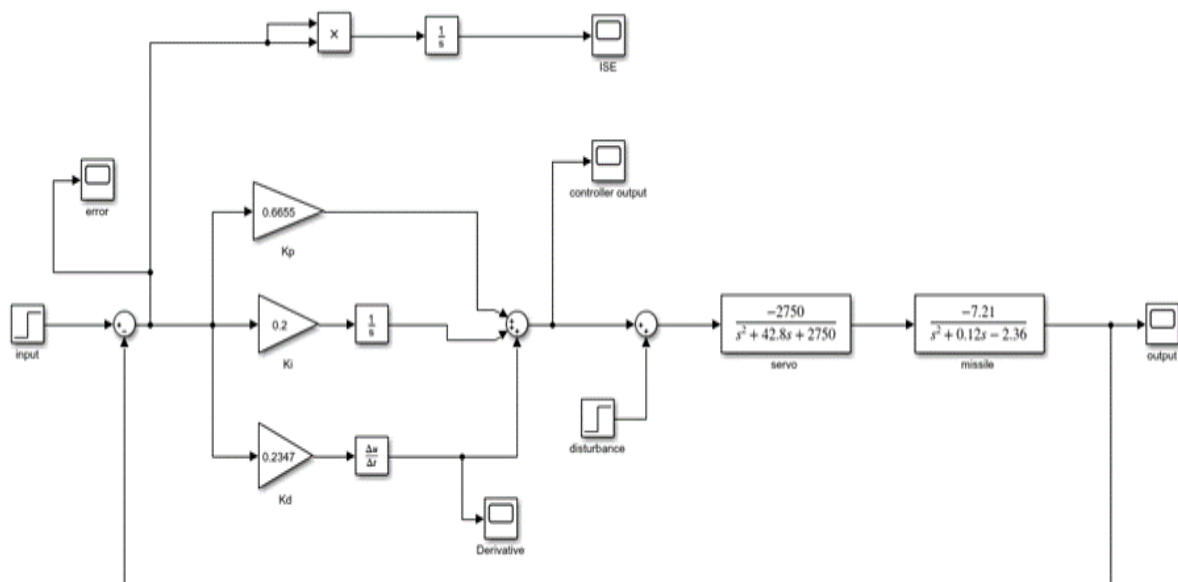 ×
1
s
ISE
error
controller output
0.6655
Kp
input
0.2
Ki
1
s
-2750
s² + 42.8s + 2750
servo
-7.21
s² + 0.12s − 2.36
missile
output
disturbance
0.2347
Kd
Δu
Δt
Derivative